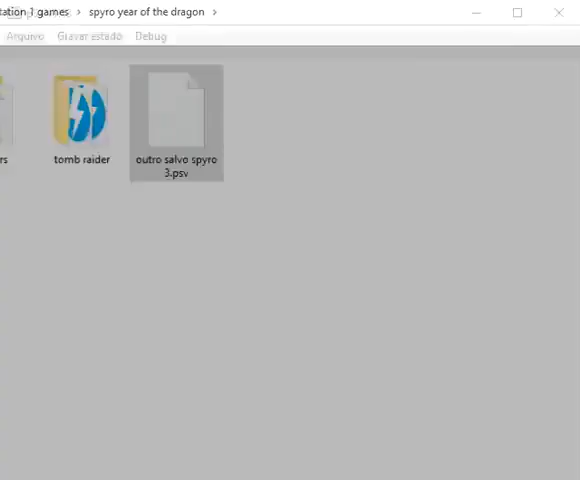 tation 1 games › spyro year of the dragon ›
Arquivo Gravar estado Debug
rs
tomb raider
outro salvo spyro
3.psv